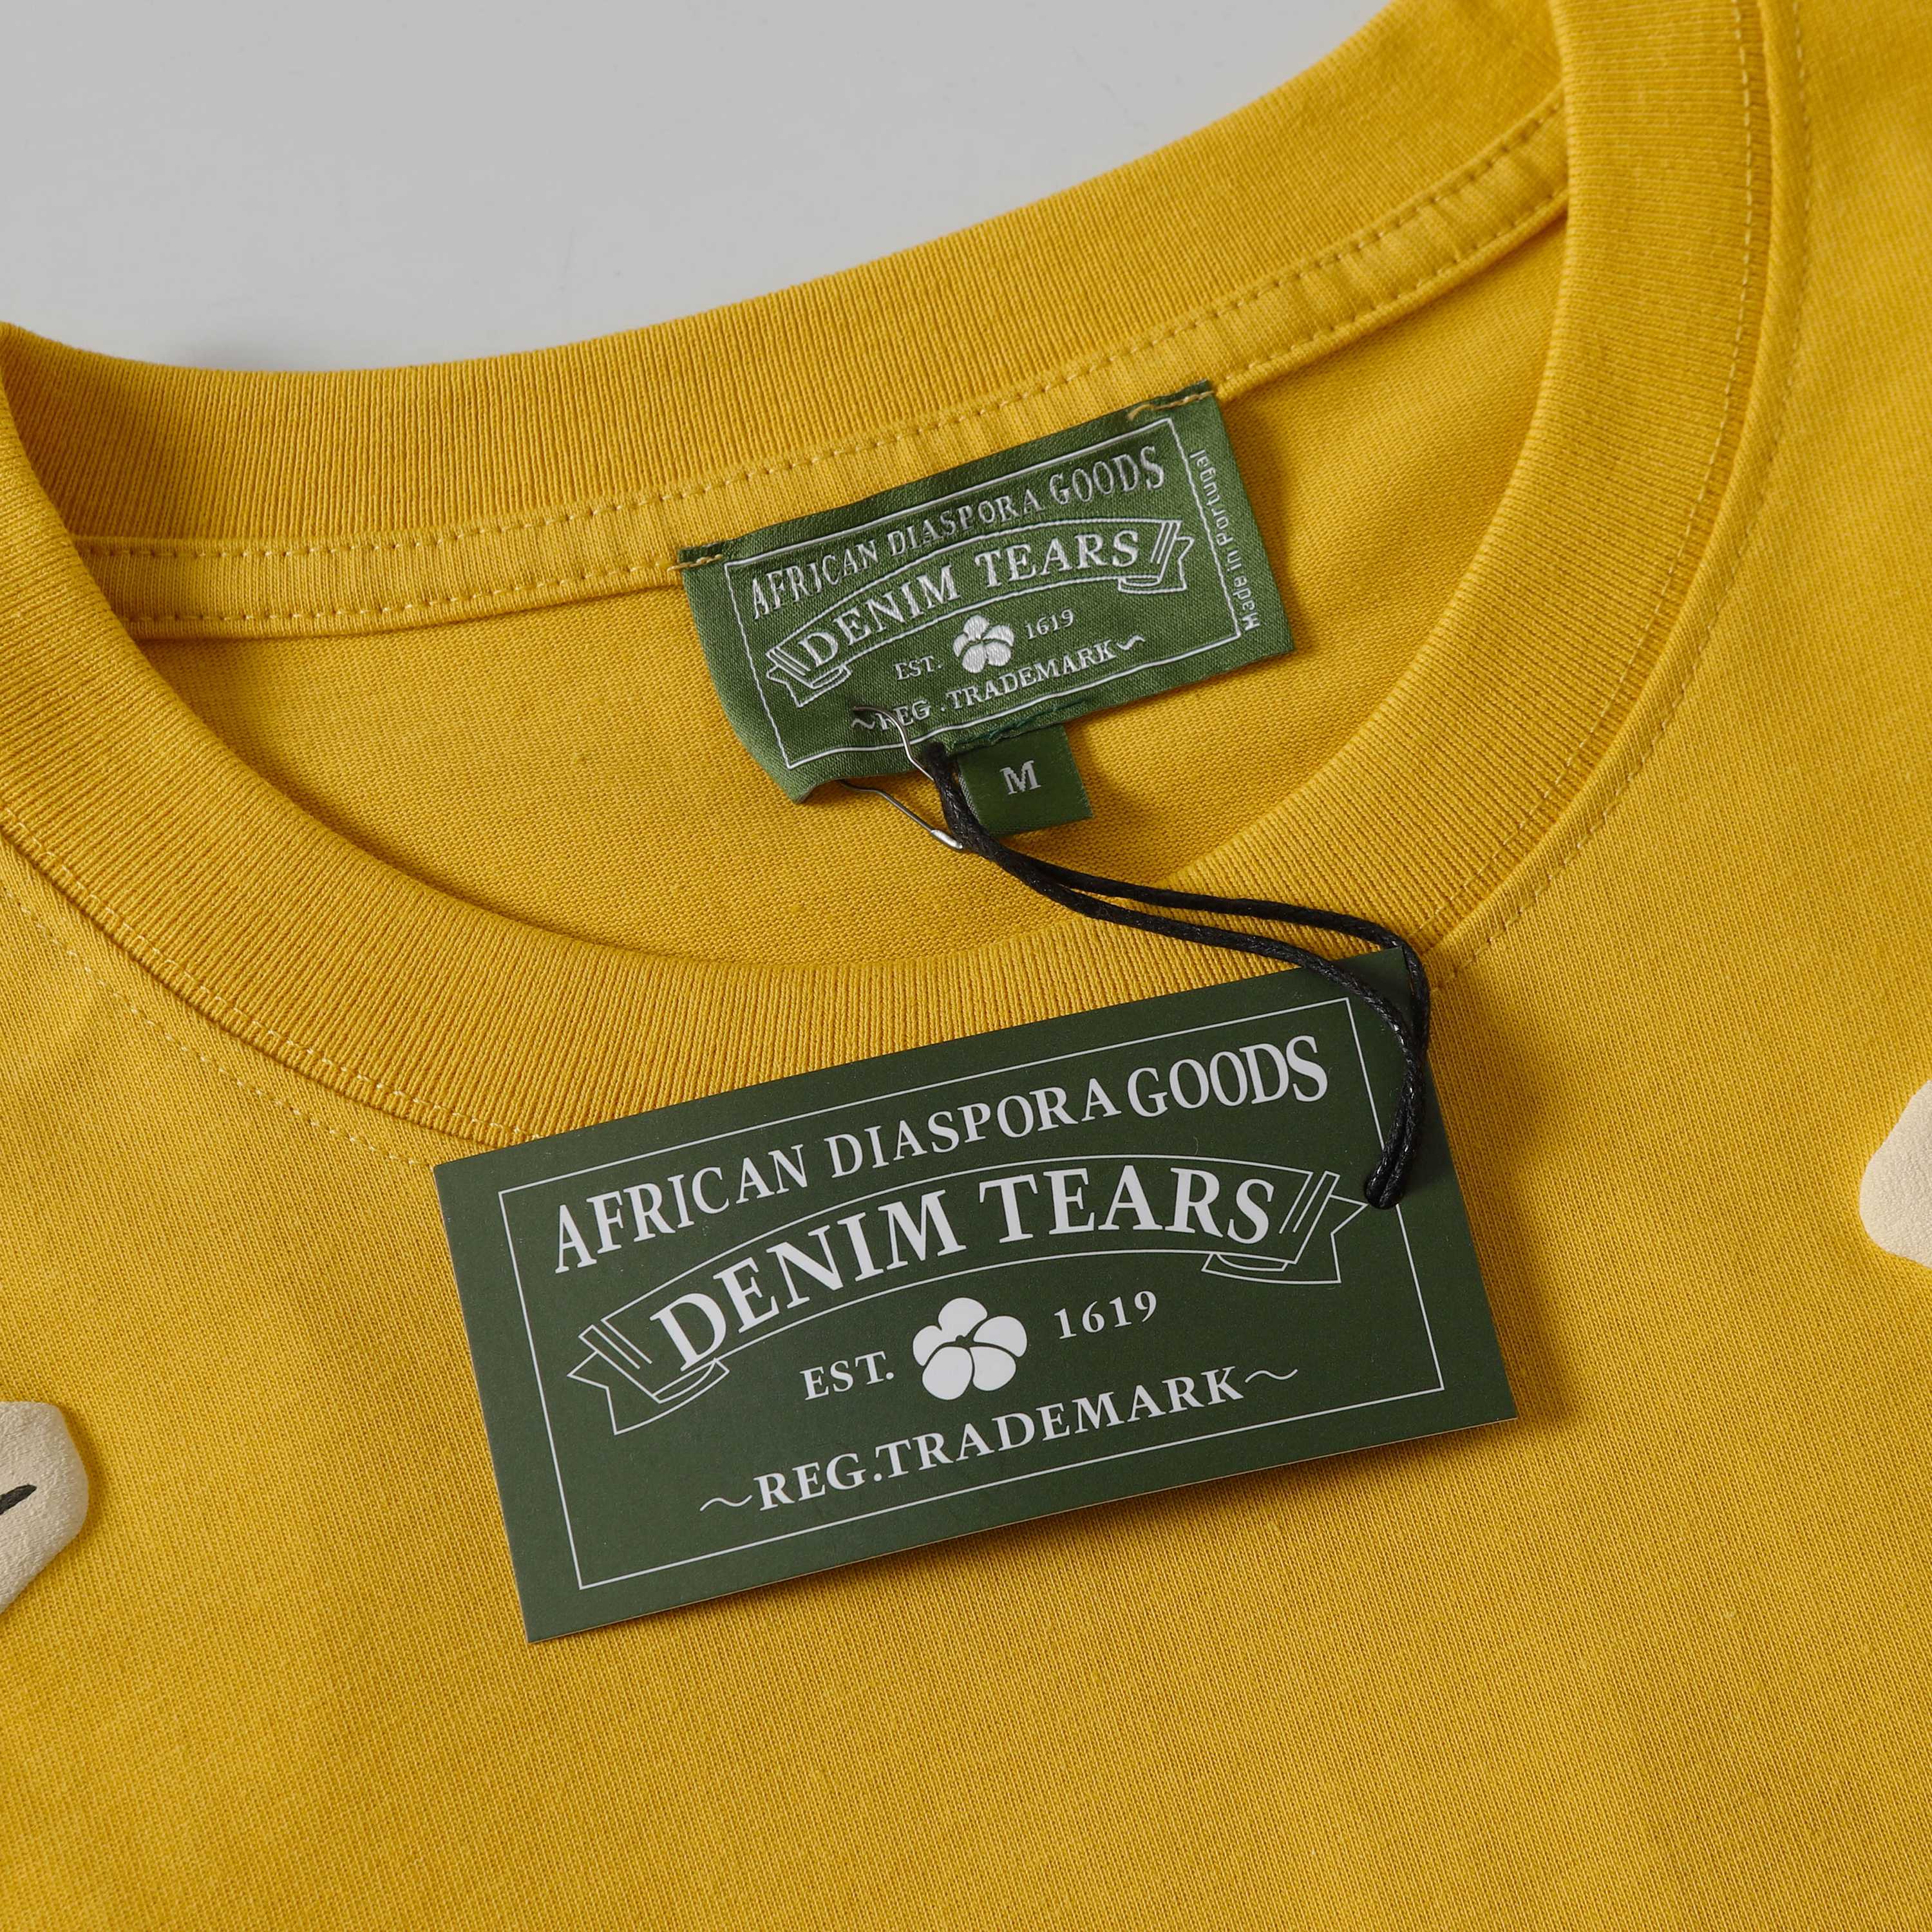 AFRICAN DIASPORA GOODS
DENIM TEARS
EST. 1619
~REG.TRADEMARK~
Made in Portugal
M
AFRICAN DIASPORA GOODS
DENIM TEARS
EST. 1619
~REG.TRADEMARK~